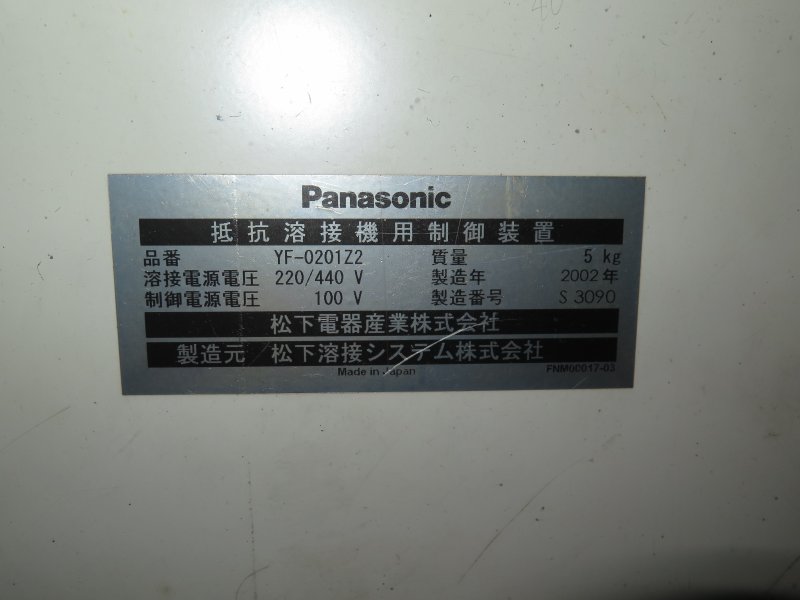 Panasonic
抵抗溶接機用制御装置
品番 YF-0201Z2 質量 5 kg
溶接電源電圧 220/440 V 製造年 2002年
制御電源電圧 100 V 製造番号 S 3090
松下電器産業株式会社
製造元 松下溶接システム株式会社
Made in Japan FNM00017-03